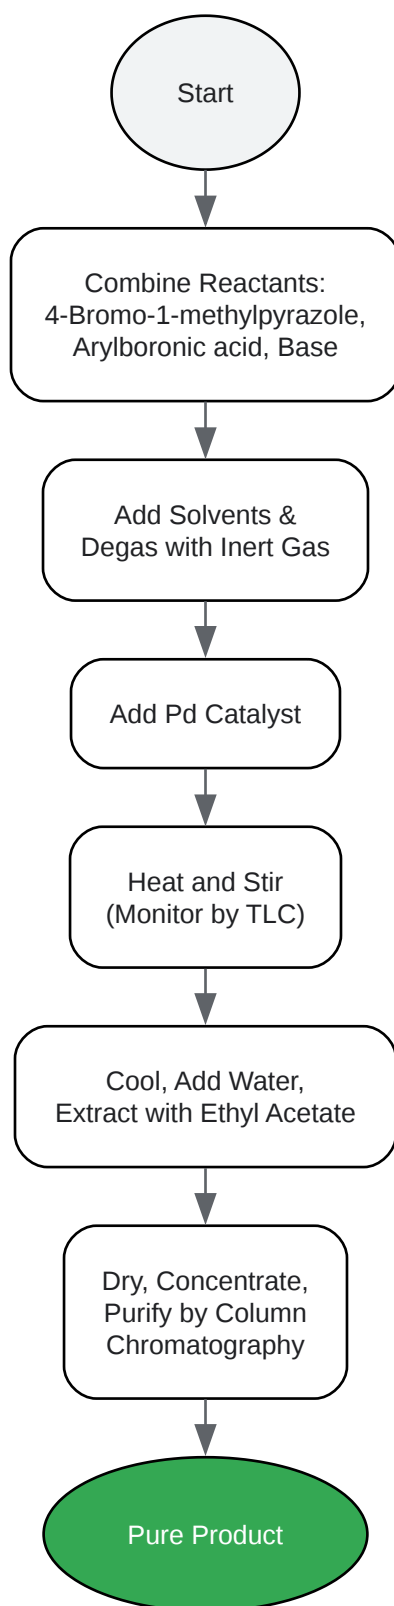 Start
Combine Reactants:
4-Bromo-1-methylpyrazole,
Arylboronic acid, Base
Add Solvents &
Degas with Inert Gas
Add Pd Catalyst
Heat and Stir
(Monitor by TLC)
Cool, Add Water,
Extract with Ethyl Acetate
Dry, Concentrate,
Purify by Column
Chromatography
Pure Product